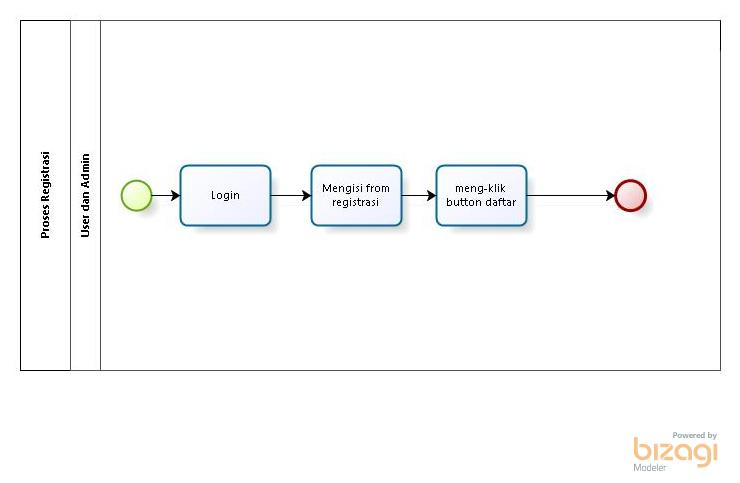 Proses Registrasi
User dan Admin
Login
Mengisi from
registrasi
meng-klik
button daftar
Powered by
bizagi
Modeler